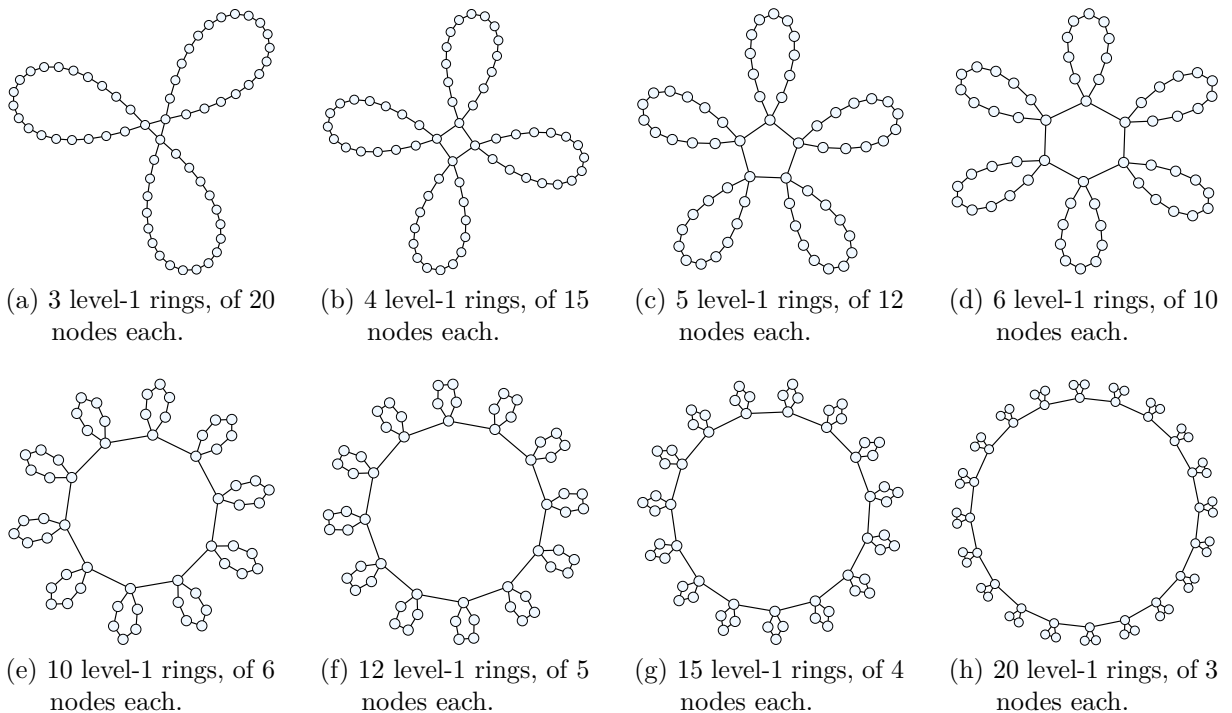 (a) 3 level-1 rings, of 20
nodes each.
(b) 4 level-1 rings, of 15
nodes each.
(c) 5 level-1 rings, of 12
nodes each.
(d) 6 level-1 rings, of 10
nodes each.
(e) 10 level-1 rings, of 6
nodes each.
(f) 12 level-1 rings, of 5
nodes each.
(g) 15 level-1 rings, of 4
nodes each.
(h) 20 level-1 rings, of 3
nodes each.